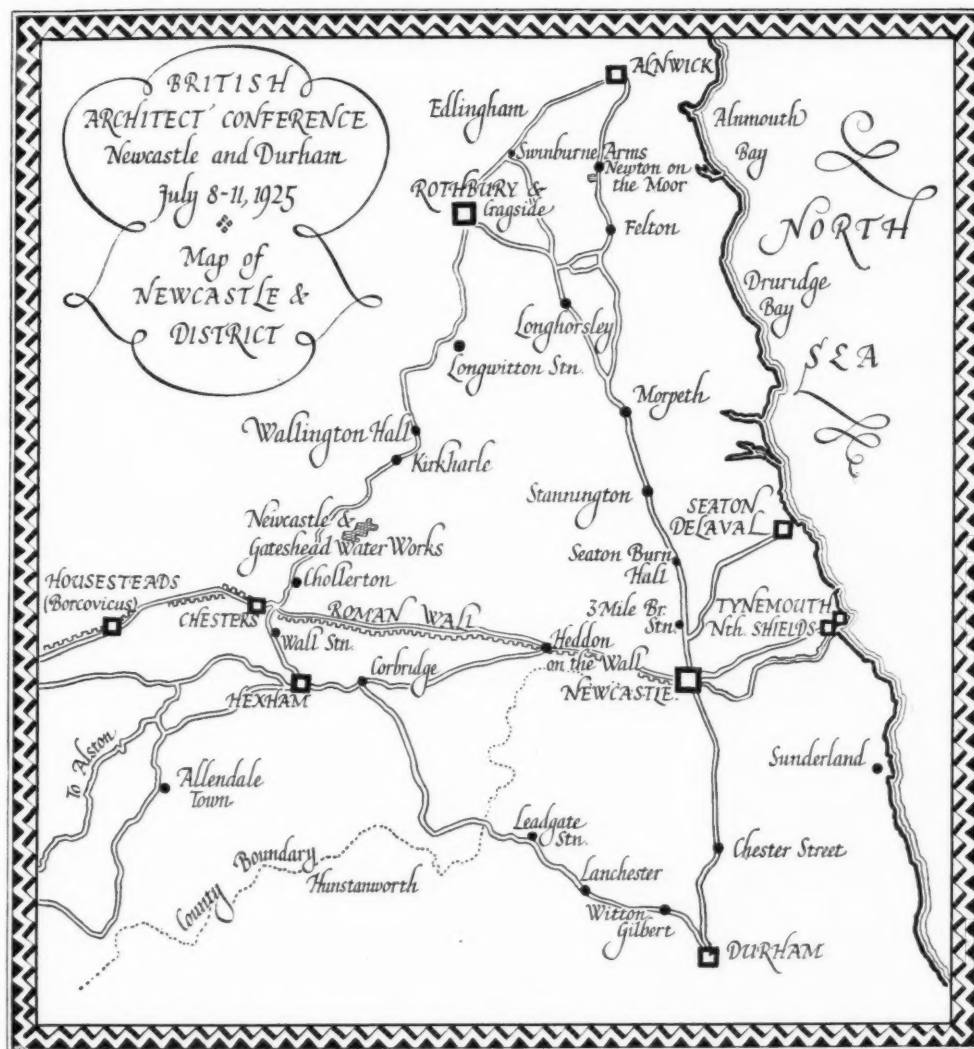 BRITISH
ARCHITECT CONFERENCE
Newcastle and Durham
July 8-11, 1925
Map of
NEWCASTLE &
DISTRICT
ALNWICK
Edlingham
Alnmouth
Bay
Swinburne Arms
Newton on
the Moor
ROTHBURY &
Cragside
NORTH
Felton
Druridge
Bay
Longhorsley
SEA
Longwitton Stn.
Morpeth
Wallington Hall
Kirkharle
Stannington
SEATON
DELAVAL
Newcastle &
Gateshead Water Works
Seaton Burn
Hall
Chollerton
HOUSESTEADS
(Borcovicus)
CHESTERS
ROMAN WALL
3 Mile Br.
Stn.
TYNEMOUTH
Nth. SHIELDS
Wall Stn.
Heddon
on the Wall
Corbridge
HEXHAM
NEWCASTLE.
To Alston
Sunderland
Allendale
Town
Leadgate
Stn.
Chester Street
County Boundary
Hunstanworth
Lanchester
Witton
Gilbert
DURHAM